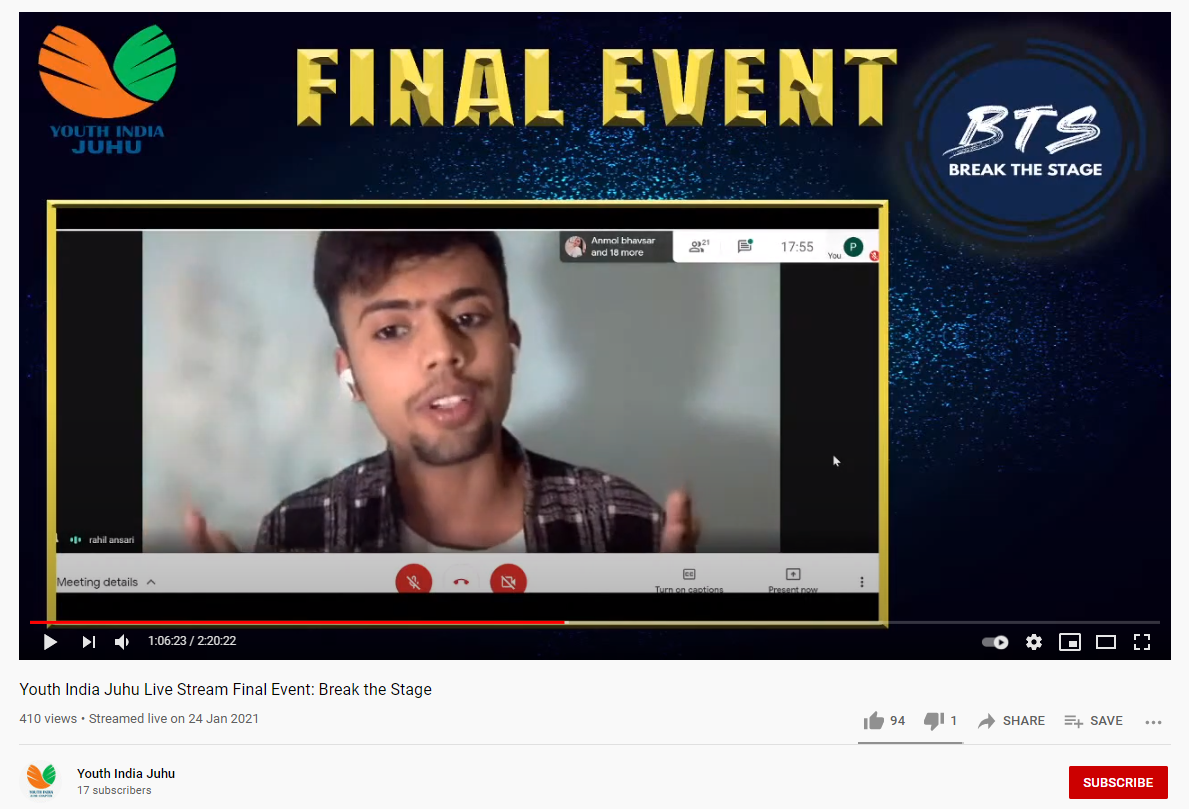 YOUTH INDIA
JUHU
FINAL EVENT
BTS
BREAK THE STAGE
Anmol bhavsar
and 18 more
21
17:55
You
P
rahil ansari
Meeting details
CC
Turn on captions
Present now
1:06:23 / 2:20:22
Youth India Juhu Live Stream Final Event: Break the Stage
410 views • Streamed live on 24 Jan 2021
94
1
SHARE
SAVE
Youth India Juhu
17 subscribers
SUBSCRIBE